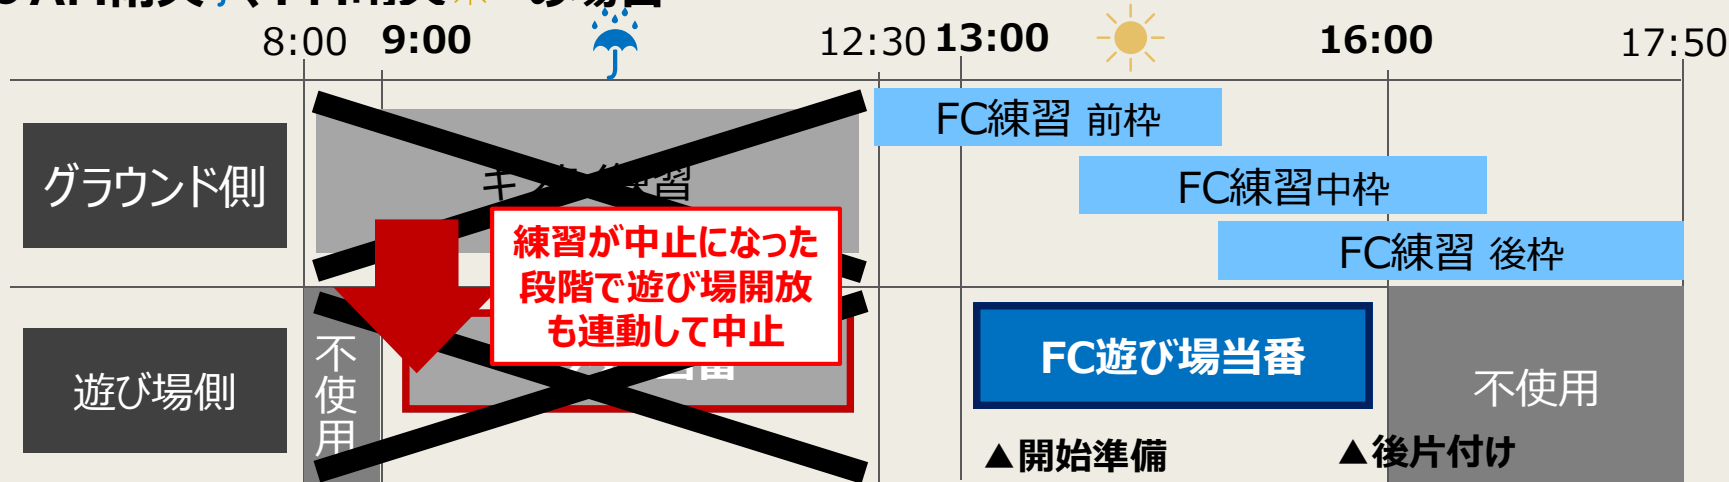 8:00 9:00 12:30 13:00 16:00 17:50
グラウンド側
FC練習 前枠
FC練習中枠
FC練習 後枠
練習が中止になった
段階で遊び場開放
も連動して中止
遊び場側
不使用
FC遊び場当番
不使用
▲開始準備
▲後片付け